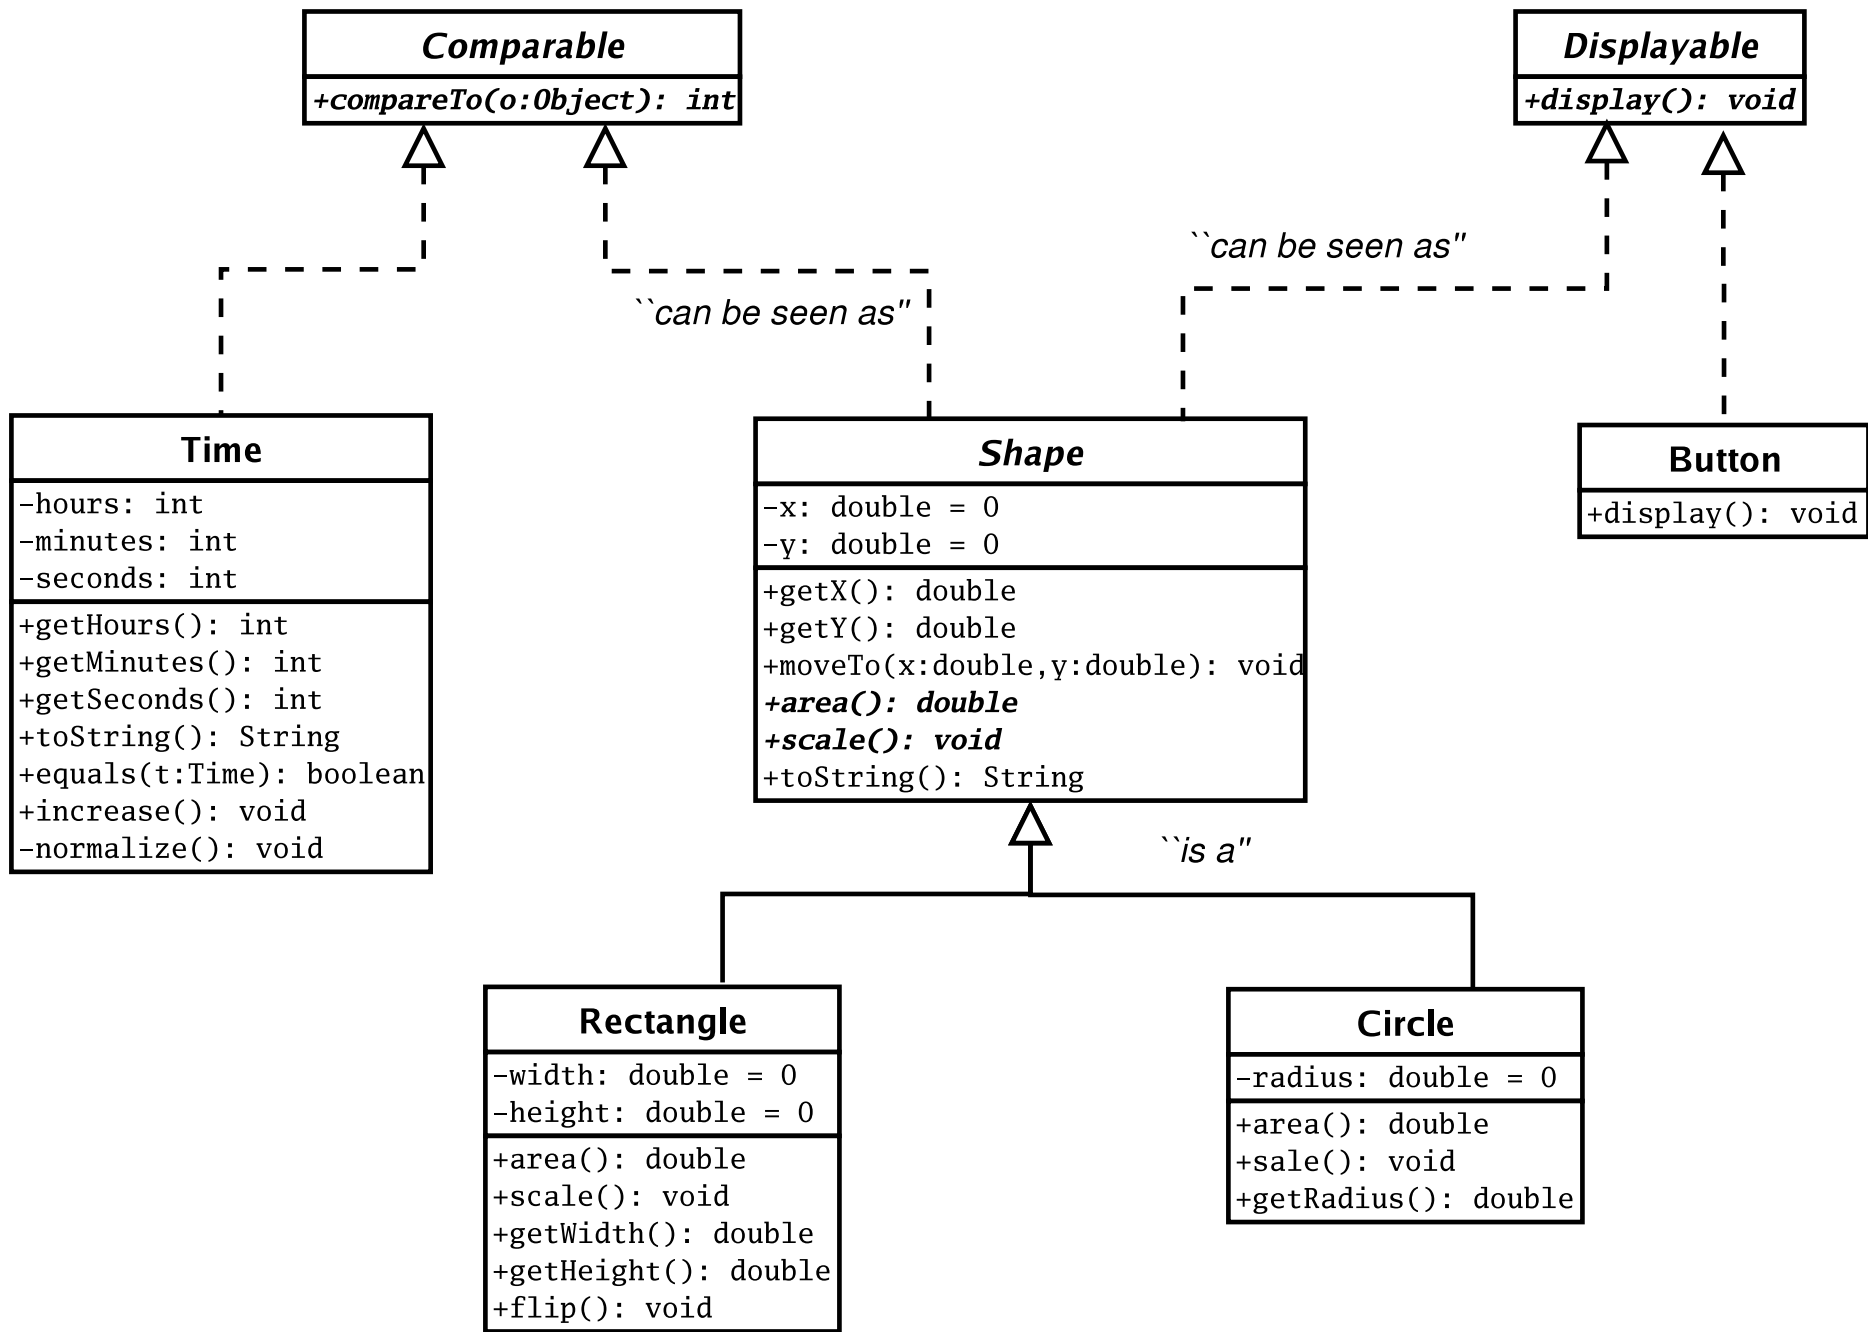 Comparable
+compareTo(o:Object): int
Displayable
+display(): void
``can be seen as"
``can be seen as"
Time
-hours: int
-minutes: int
-seconds: int
+getHours(): int
+getMinutes(): int
+getSeconds(): int
+toString(): String
+equals(t:Time): boolean
+increase(): void
-normalize(): void
Shape
-x: double = 0
-y: double = 0
+getX(): double
+getY(): double
+moveTo(x:double,y:double): void
+area(): double
+scale(): void
+toString(): String
Button
+display(): void
``is a"
Rectangle
-width: double = 0
-height: double = 0
+area(): double
+scale(): void
+getWidth(): double
+getHeight(): double
+flip(): void
Circle
-radius: double = 0
+area(): double
+sale(): void
+getRadius(): double